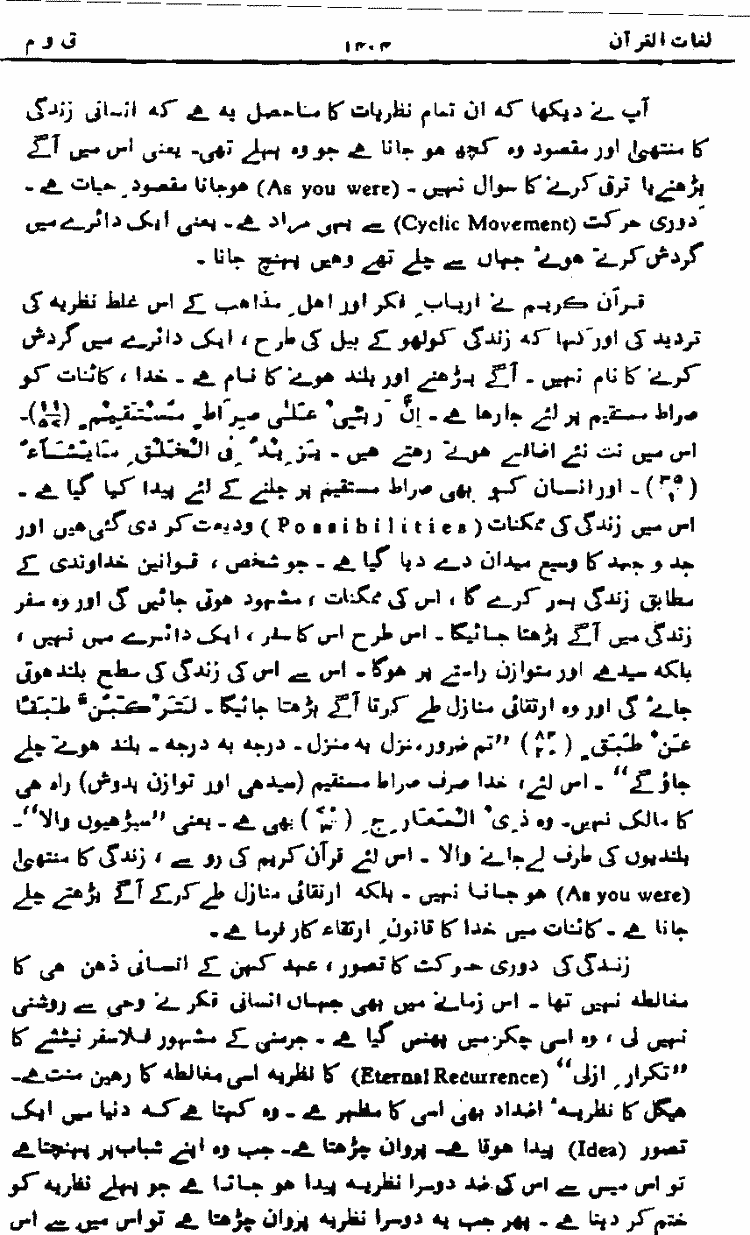 لغات القرآن ۱۴۰۴ ق و م
آپ نے دیکھا کہ ان تمام نظریات کا ماحصل یہ ہے کہ انسانی زندگی
کا منتہیٰ اور مقصود وہ کچھ ہو جانا ہے جو وہ پہلے تھی۔ یعنی اس میں آگے
بڑھنے یا ترقی کرنے کا سوال نہیں ۔ (As you were) ہوجانا مقصودِ حیات ہے ۔
دوری حرکت (Cyclic Movement) سے یہی مراد ہے۔ یعنی ایک دائرے میں
گردش کرتے ہوئے جہاں سے چلے تھے وہیں پہنچ جانا ۔
قرآن کریم نے اربابِ فکر اور اہلِ مذاہب کے اس غلط نظریہ کی
تردید کی اور کہا کہ زندگی کولھو کے بیل کی طرح ، ایک دائرے میں گردش
کرنے کا نام نہیں ۔ آگے بڑھنے اور بلند ہونے کا نام ہے ۔ خدا ، کائنات کو
صراط مستقیم پر لئے جارہا ہے ۔ اِنَّ رَبِّیْ عَلٰی صِرَاطٍ مُّسْتَقِیْمٍ (۱۱/۵۶)۔
اس میں نت نئے اضافے ہوتے رہتے ہیں ۔ یَزِیْدُ فِی الْخَلْقِ مَایَشَآءُ
(۳۵/۱) ۔ اور انسان کو بھی صراط مستقیم پر چلنے کے لئے پیدا کیا گیا ہے ۔
اس میں زندگی کی ممکنات (Possibilities) ودیعت کر دی گئی ہیں اور
جد و جہد کا وسیع میدان دے دیا گیا ہے ۔ جو شخص ، قوانین خداوندی کے
مطابق زندگی بسر کرے گا ، اس کی ممکنات ، مشہود ہوتی جائیں گی اور وہ سفر
زندگی میں آگے بڑھتا جائیگا ۔ اس طرح اس کا سفر ، ایک دائرے میں نہیں ،
بلکہ سیدھے اور متوازن راستے پر ہوگا ۔ اس سے اس کی زندگی کی سطح بلند ہوتی
جائے گی اور وہ ارتقائی منازل طے کرتا آگے بڑھتا جائیگا ۔ لَتَرْکَبُنَّ طَبَقًا
عَنْ طَبَقٍ (۸۴/۱۹) ”تم ضرور، منزل بہ منزل ۔ درجہ بہ درجہ ۔ بلند ہوتے چلے
جاؤ گے“ ۔ اس لئے، خدا صرف صراط مستقیم (سیدھی اور توازن بدوش) راہ ہی
کا مالک نہیں۔ وہ ذِی الْمَعَارِجِ (۷۰/۳) بھی ہے ۔ یعنی ”سیڑھیوں والا“۔
بلندیوں کی طرف لےجانے والا ۔ اس لئے قرآن کریم کی رو سے ، زندگی کا منتہیٰ
(As you were) ہو جانا نہیں ۔ بلکہ ارتقائی منازل طے کرکے آگے بڑھتے چلے
جانا ہے ۔ کائنات میں خدا کا قانونِ ارتقاء کار فرما ہے ۔
زندگی کی دوری حرکت کا تصور ، عہد کہن کے انسانی ذہن ہی کا
مغالطہ نہیں تھا ۔ اس زمانے میں بھی جہاں انسانی فکر نے وحی سے روشنی
نہیں لی ، وہ اسی چکر میں پھنس گیا ہے ۔ جرمنی کے مشہور فلاسفر نیٹشے کا
”تکرارِ ازلی“ (Eternal Recurrence) کا نظریہ اسی مغالطہ کا رہین منت ہے۔
ہیگل کا نظریہٴ اضداد بھی اسی کا مظہر ہے ۔ وہ کہتا ہے کہ دنیا میں ایک
تصور (Idea) پیدا ہوتا ہے۔ پروان چڑھتا ہے۔ جب وہ اپنے شباب پر پہنچتا ہے
تو اس میں سے اس کی ضد دوسرا نظریہ پیدا ہو جاتا ہے جو پہلے نظریہ کو
ختم کر دیتا ہے ۔ پھر جب یہ دوسرا نظریہ پروان چڑھتا ہے تو اس میں سے اس